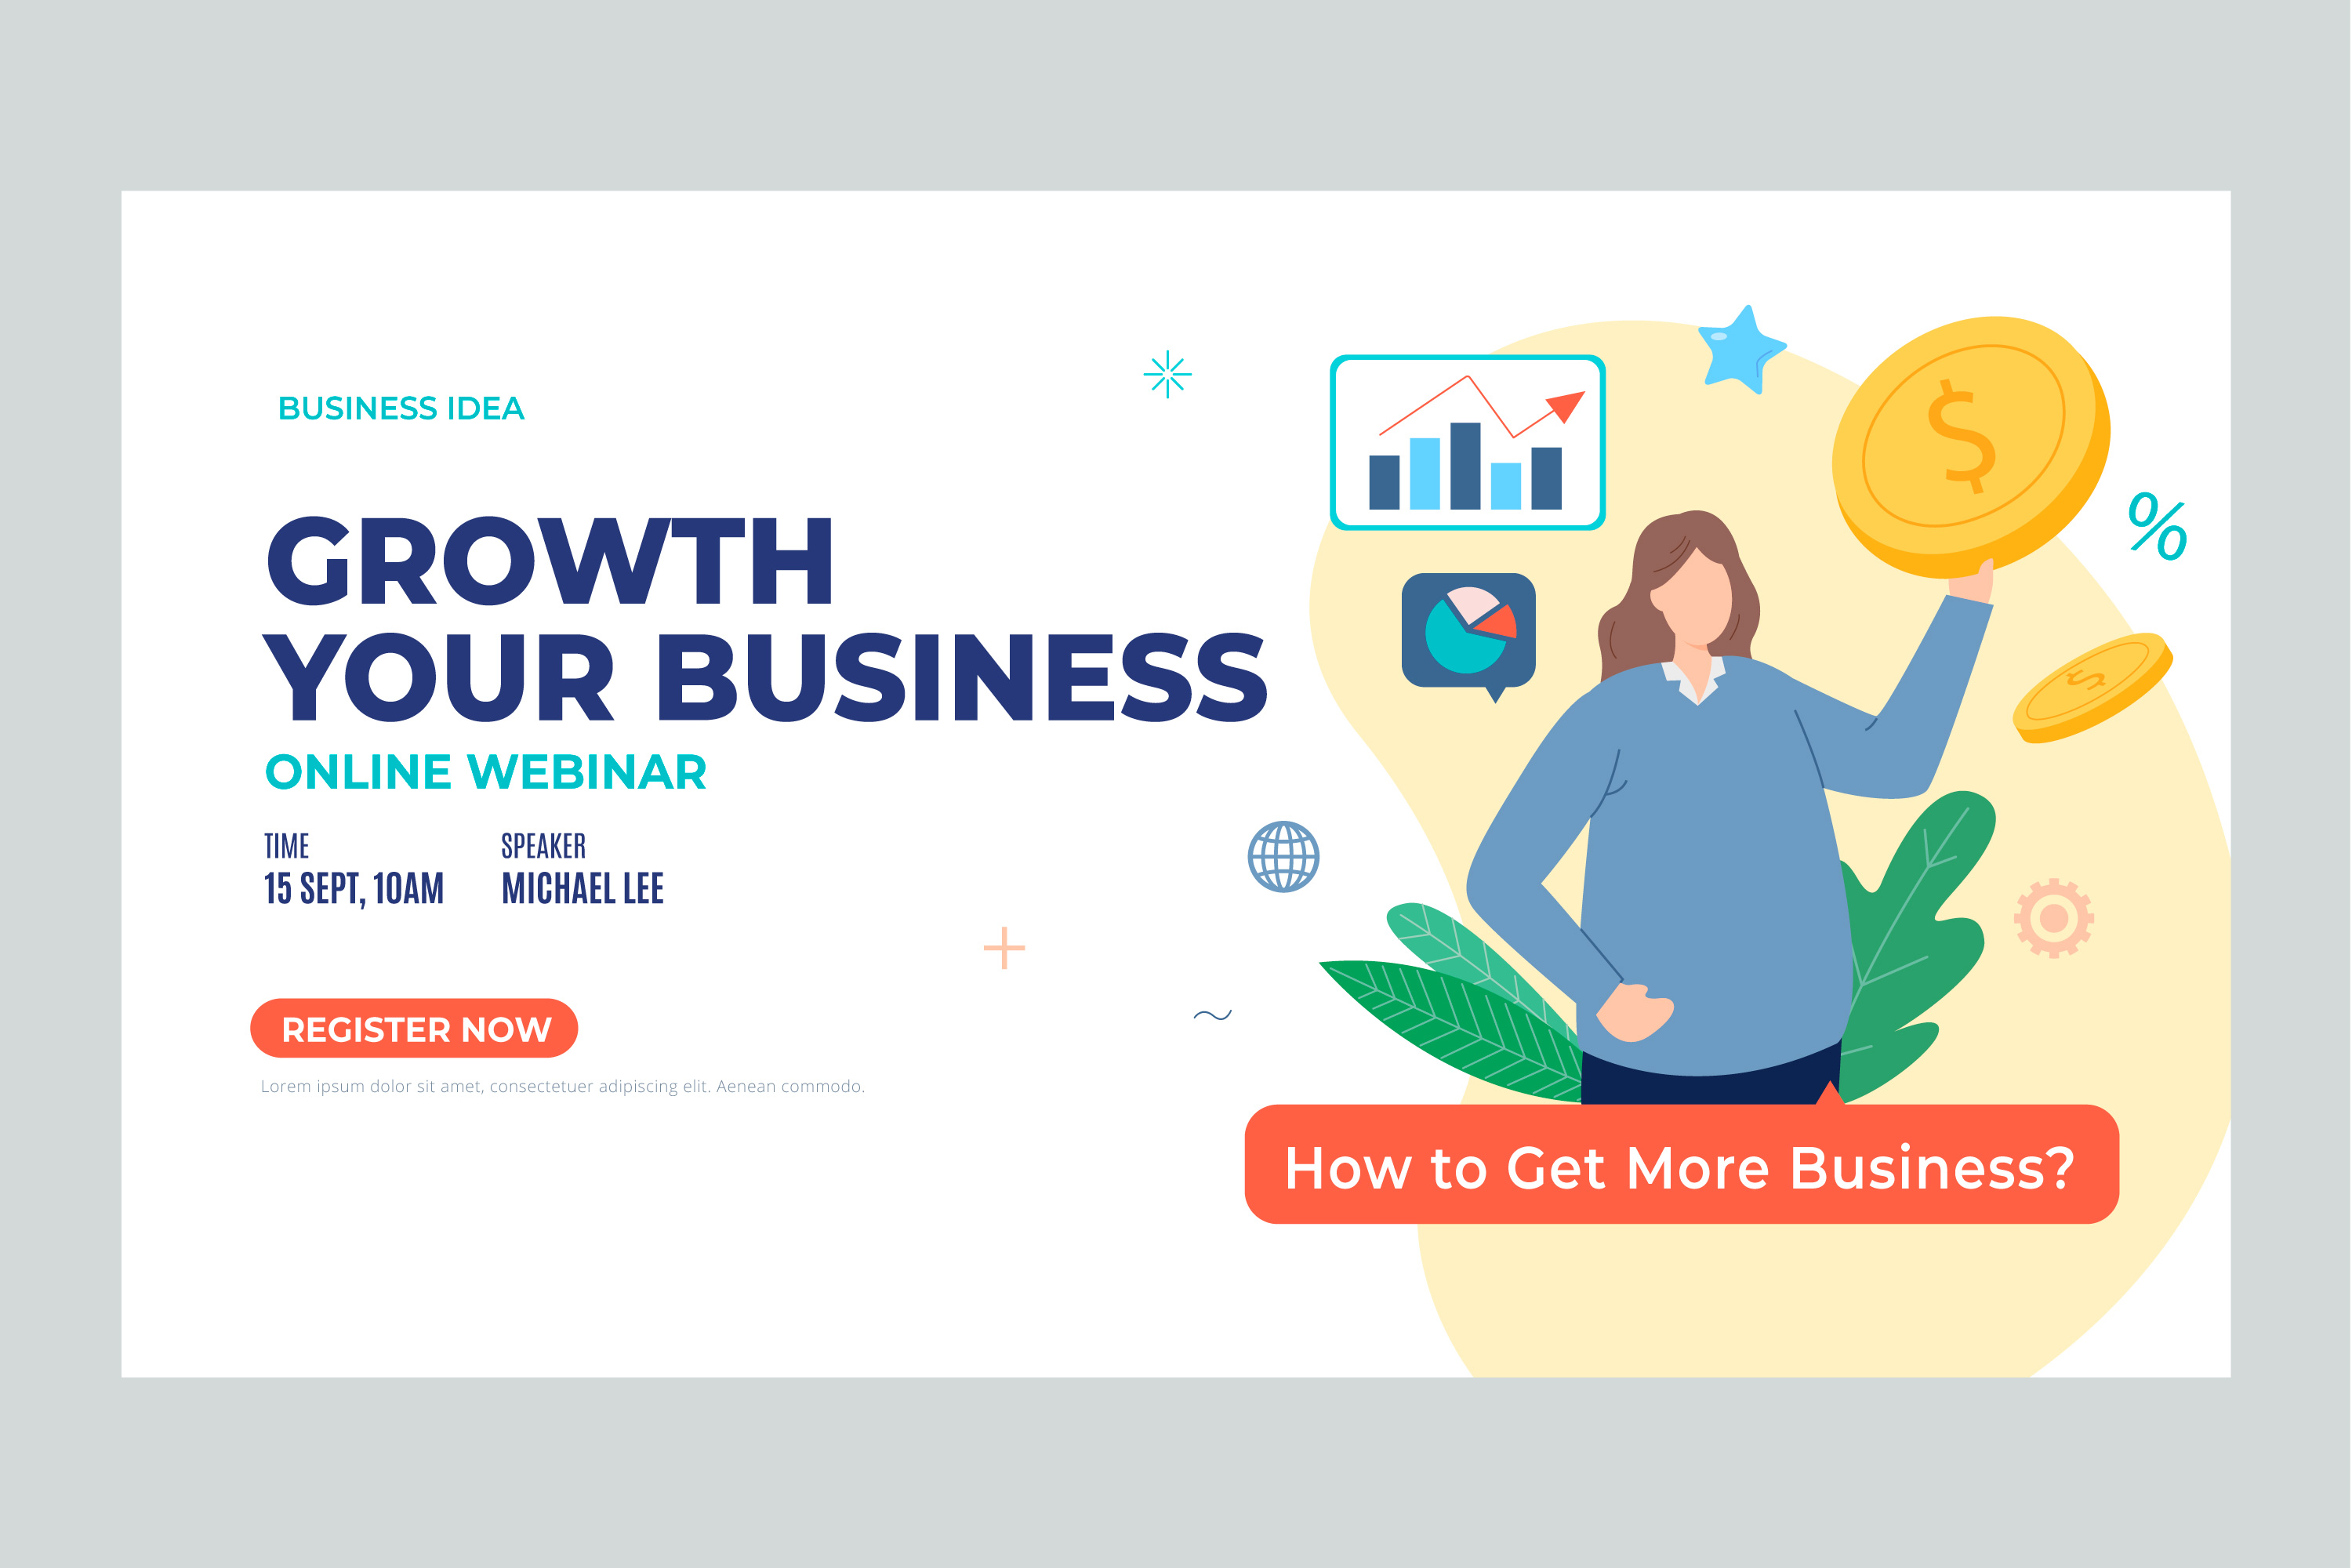 BUSINESS IDEA
GROWTH
YOUR BUSINESS
ONLINE WEBINAR
TIME
15 SEPT, 10AM
SPEAKER
MICHAEL LEE
REGISTER NOW
Lorem ipsum dolor sit amet, consectetuer adipiscing elit. Aenean commodo.
$
%
$
How to Get More Business?